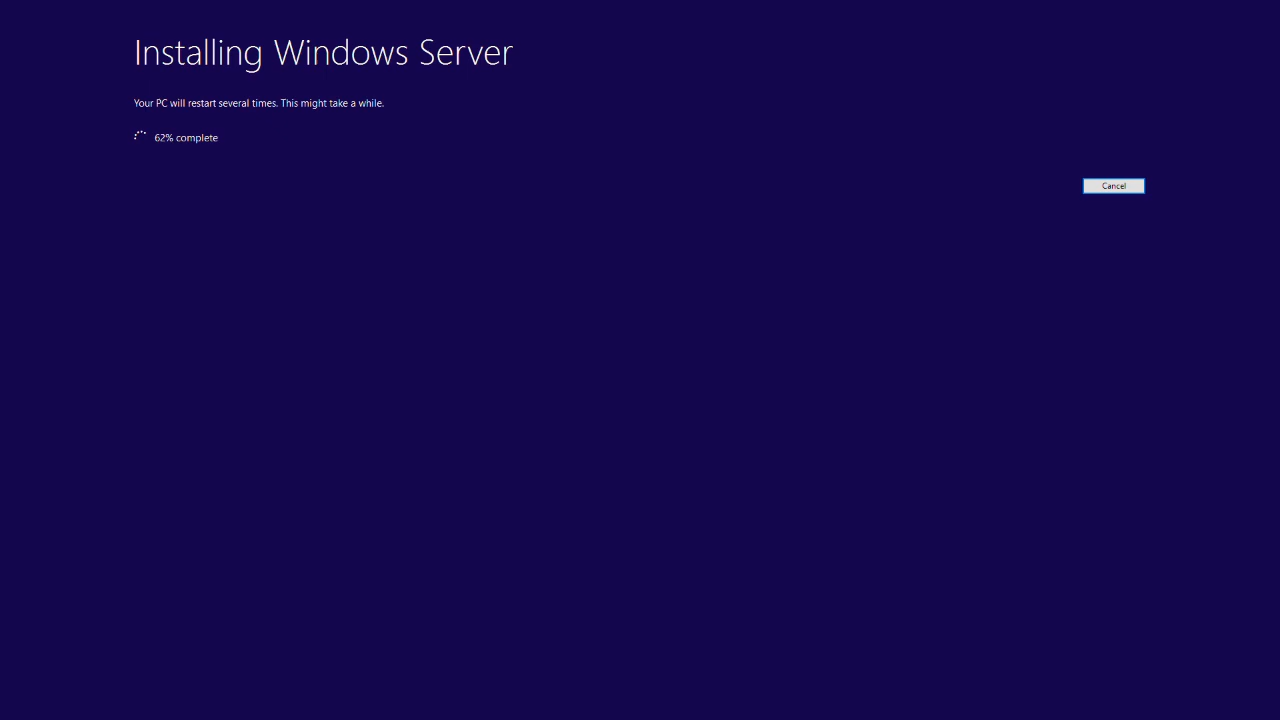 Installing Windows Server
Your PC will restart several times. This might take a while.
62% complete
Cancel